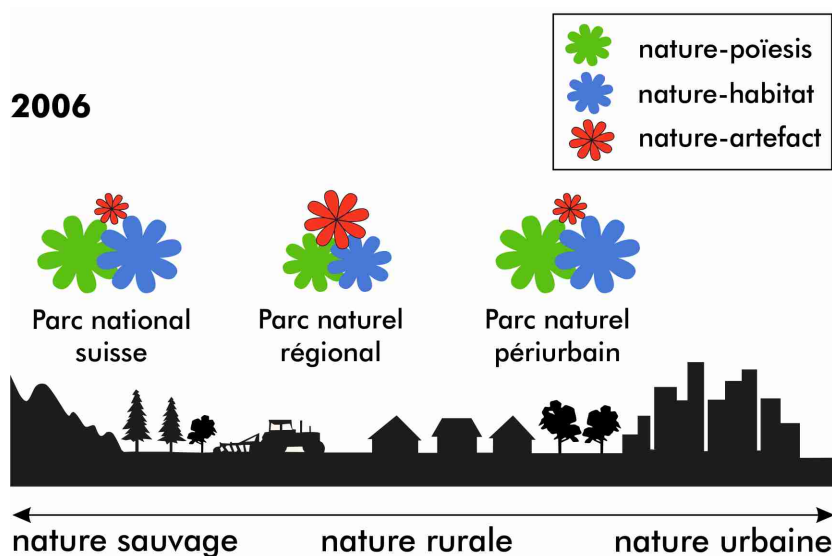 nature-poïesis
nature-habitat
nature-artefact
2006
Parc national
suisse
Parc naturel
régional
Parc naturel
périurbain
nature sauvage
nature rurale
nature urbaine